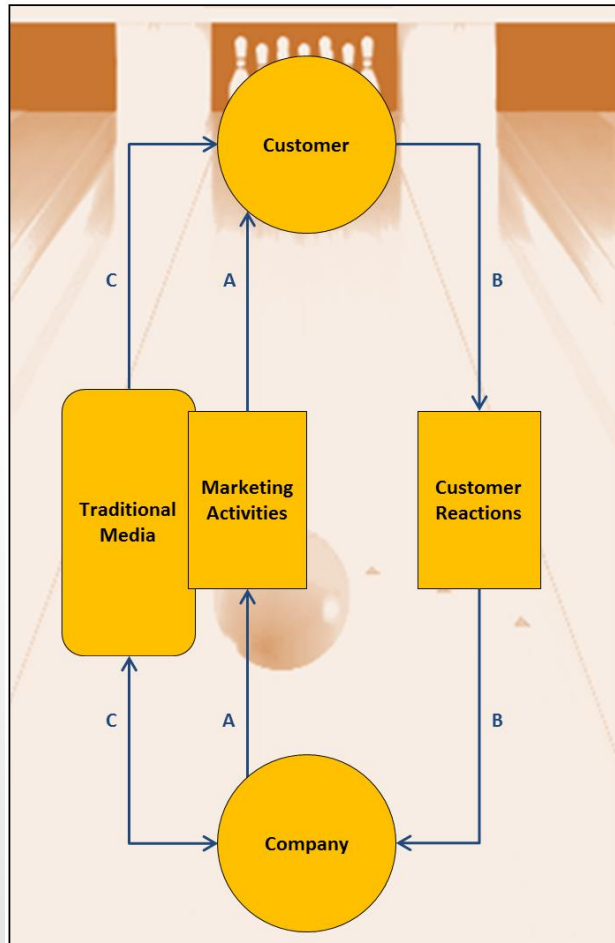 Customer
C
A
B
Traditional
Media
Marketing
Activities
Customer
Reactions
C
A
B
Company